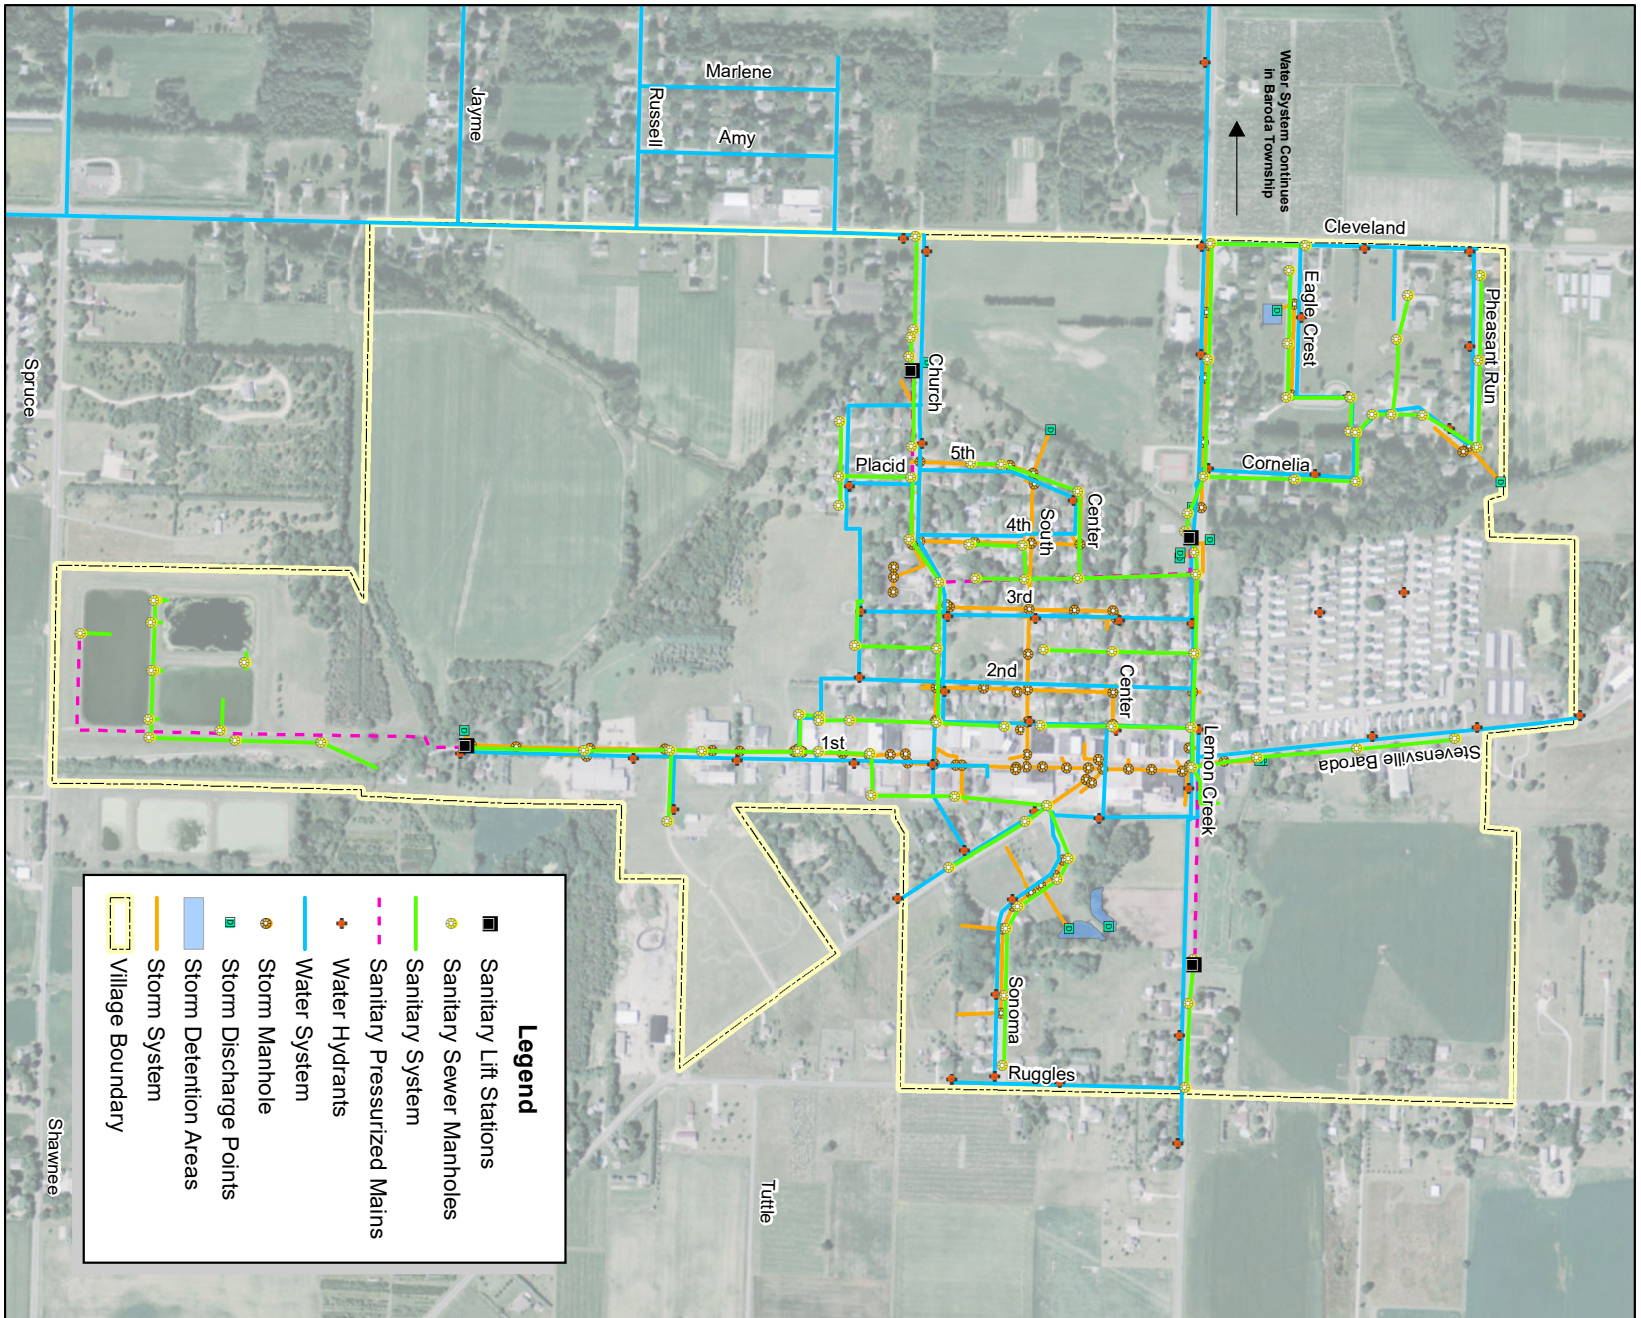 Water System Continues
in Baroda Township
Marlene
Amy
Russell
Jayme
Cleveland
Pheasant Run
Eagle Crest
Cornelia
Church
Placid
5th
4th
South
Center
3rd
2nd
Center
1st
Lemon Creek
Stevensville Baroda
Sonoma
Ruggles
Spruce
Shawnee
Tuttle
Legend
Sanitary Lift Stations
Sanitary Sewer Manholes
Sanitary System
Sanitary Pressurized Mains
Water Hydrants
Water System
Storm Manhole
Storm Discharge Points
Storm Detention Areas
Storm System
Village Boundary
D
D
D
D
D
D
D
D
D